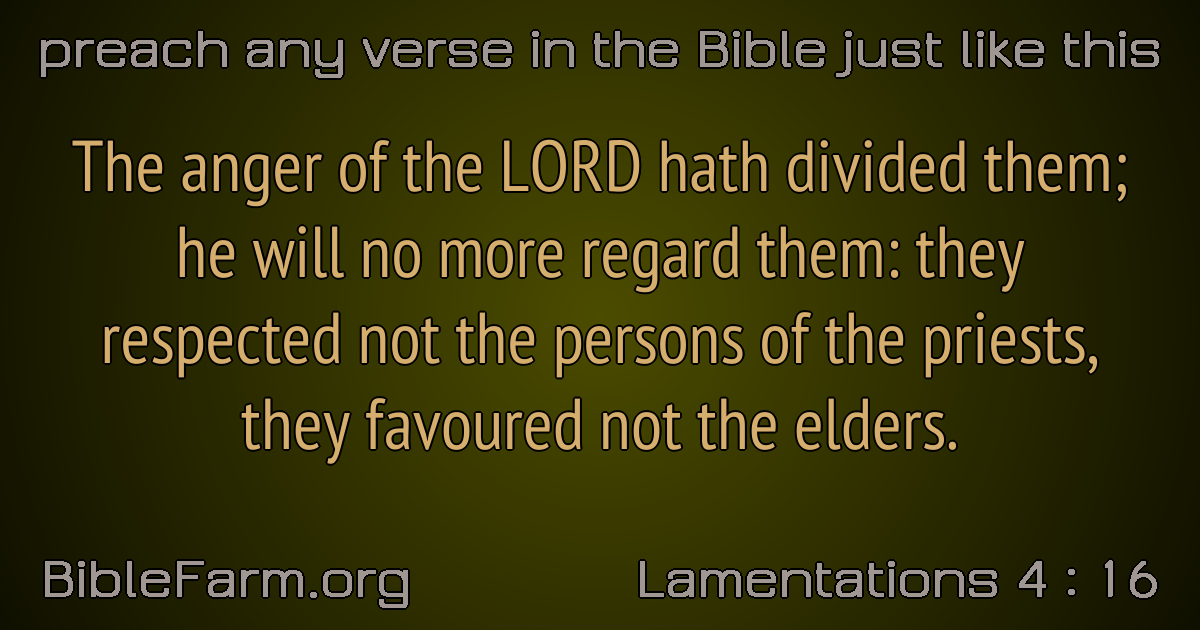 preach any verse in the Bible just like this
The anger of the LORD hath divided them;
he will no more regard them: they
respected not the persons of the priests,
they favoured not the elders.
BibleFarm.org
Lamentations 4 : 16